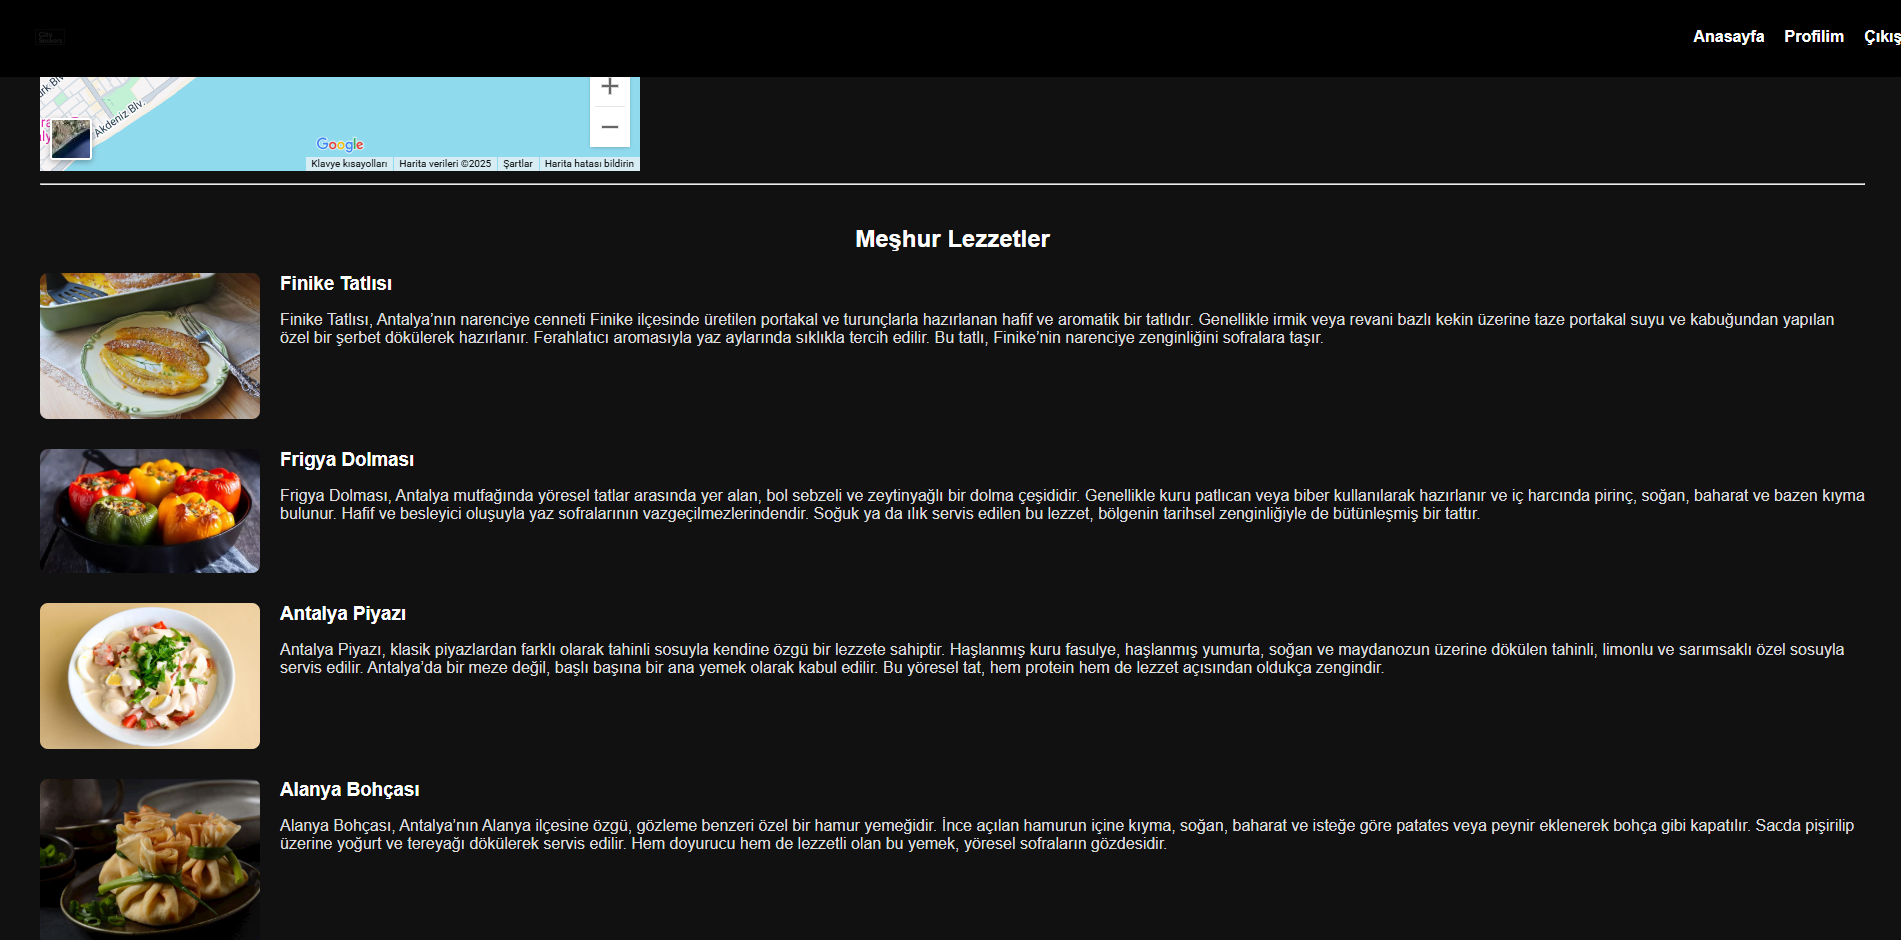 City
Anasayfa Profilim Çıkış
Akdeniz Blv.
Google
Klavye kısayolları Harita verileri ©2025 Şartlar Harita hatası bildirin
Meşhur Lezzetler
Finike Tatlısı
Finike Tatlısı, Antalya’nın narenciye cenneti Finike ilçesinde üretilen portakal ve turunçlarla hazırlanan hafif ve aromatik bir tatlıdır. Genellikle irmik veya revani bazlı kekin üzerine taze portakal suyu ve kabuğundan yapılan
özel bir şerbet dökülerek hazırlanır. Ferahlatıcı aromasıyla yaz aylarında sıklıkla tercih edilir. Bu tatlı, Finike’nin narenciye zenginliğini sofralara taşır.
Frigya Dolması
Frigya Dolması, Antalya mutfağında yöresel tatlar arasında yer alan, bol sebzeli ve zeytinyağlı bir dolma çeşididir. Genellikle kuru patlıcan veya biber kullanılarak hazırlanır ve iç harcında pirinç, soğan, baharat ve bazen kıyma
bulunur. Hafif ve besleyici oluşuyla yaz sofralarının vazgeçilmezlerindendir. Soğuk ya da ılık servis edilen bu lezzet, bölgenin tarihsel zenginliğiyle de bütünleşmiş bir tattır.
Antalya Piyazı
Antalya Piyazı, klasik piyazlardan farklı olarak tahinli sosuyla kendine özgü bir lezzete sahiptir. Haşlanmış kuru fasulye, haşlanmış yumurta, soğan ve maydanozun üzerine dökülen tahinli, limonlu ve sarımsaklı özel sosuyla
servis edilir. Antalya’da bir meze değil, başlı başına bir ana yemek olarak kabul edilir. Bu yöresel tat, hem protein hem de lezzet açısından oldukça zengindir.
Alanya Bohçası
Alanya Bohçası, Antalya’nın Alanya ilçesine özgü, gözleme benzeri özel bir hamur yemeğidir. İnce açılan hamurun içine kıyma, soğan, baharat ve isteğe göre patates veya peynir eklenerek bohça gibi kapatılır. Sacda pişirilip
üzerine yoğurt ve tereyağı dökülerek servis edilir. Hem doyurucu hem de lezzetli olan bu yemek, yöresel sofraların gözdesidir.